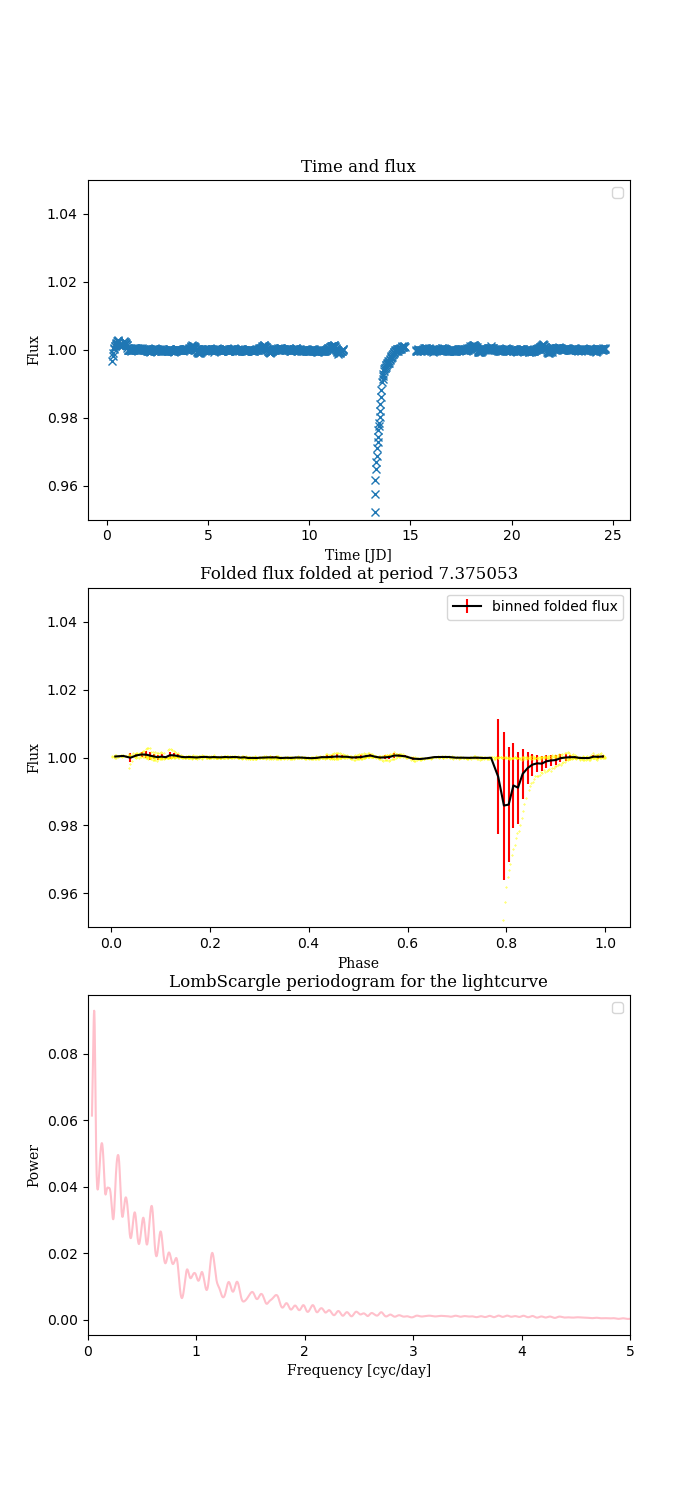 Time and flux
1.04
1.02
1.00
0.98
0.96
Flux
0 5 10 15 20 25
Time [JD]
Folded flux folded at period 7.375053
binned folded flux
1.04
1.02
1.00
0.98
0.96
Flux
0.0 0.2 0.4 0.6 0.8 1.0
Phase
LombScargle periodogram for the lightcurve
0.08
0.06
0.04
0.02
0.00
Power
0 1 2 3 4 5
Frequency [cyc/day]